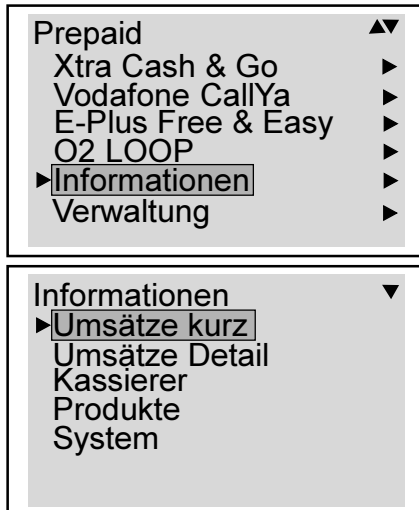 Prepaid
Xtra Cash & Go
Vodafone CallYa
E-Plus Free & Easy
O2 LOOP
Informationen
Verwaltung
Informationen
Umsätze kurz
Umsätze Detail
Kassierer
Produkte
System